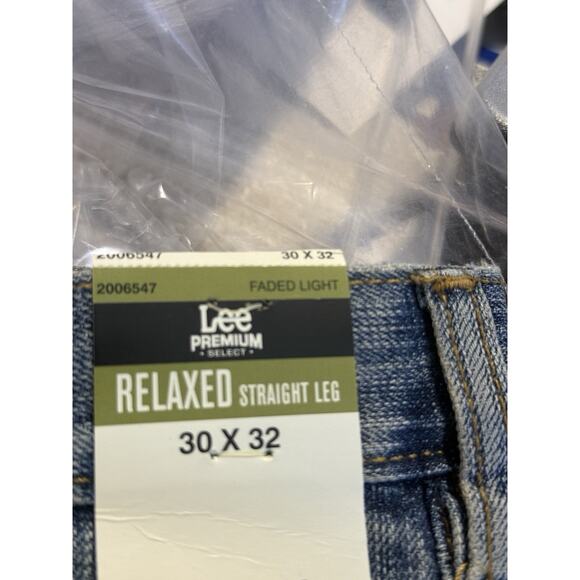 2006547 30 X 32
2006547 FADED LIGHT
Lee
PREMIUM
• SELECT •
RELAXED STRAIGHT LEG
30 X 32